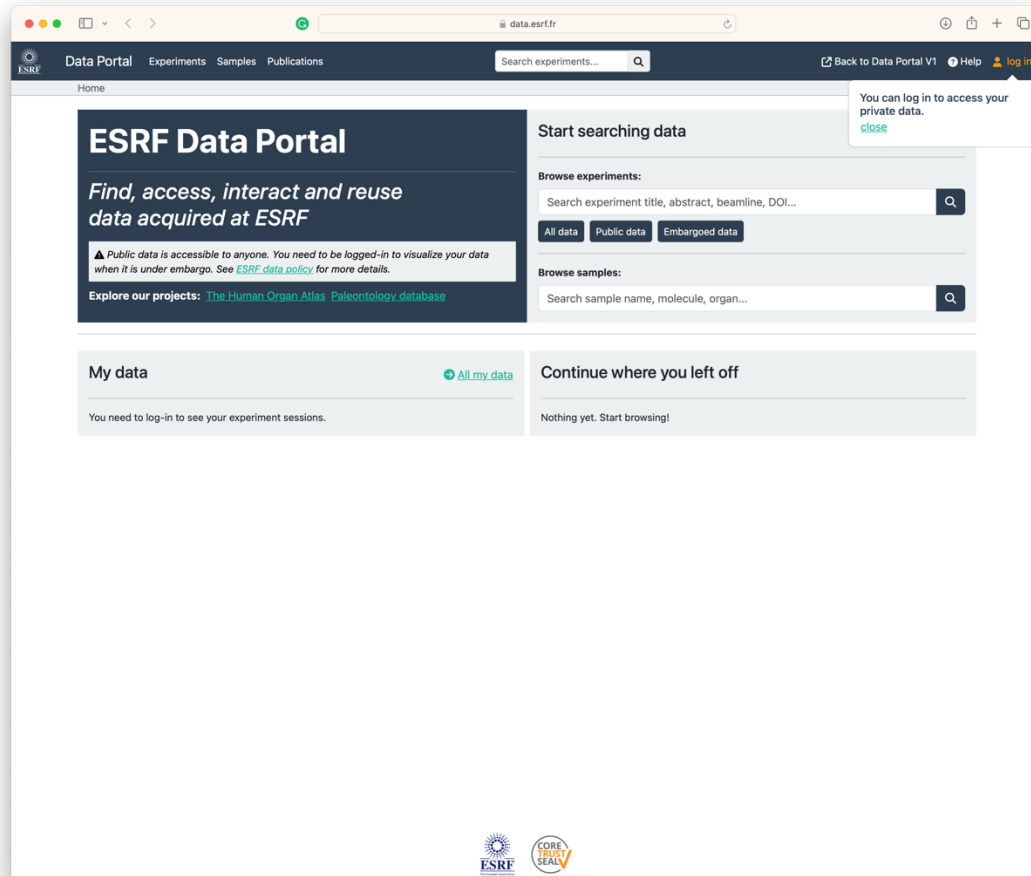 data.esrf.fr
ESRF
Data Portal Experiments Samples Publications
Search experiments...
Back to Data Portal V1 Help log in
Home
You can log in to access your
private data.
close
ESRF Data Portal
Find, access, interact and reuse
data acquired at ESRF
Public data is accessible to anyone. You need to be logged-in to visualize your data
when it is under embargo. See ESRF data policy for more details.
Explore our projects: The Human Organ Atlas Paleontology database
Start searching data
Browse experiments:
Search experiment title, abstract, beamline, DOI...
All data Public data Embargoed data
Browse samples:
Search sample name, molecule, organ...
My data
All my data
You need to log-in to see your experiment sessions.
Continue where you left off
Nothing yet. Start browsing!
ESRF
CORE
TRUST
SEAL